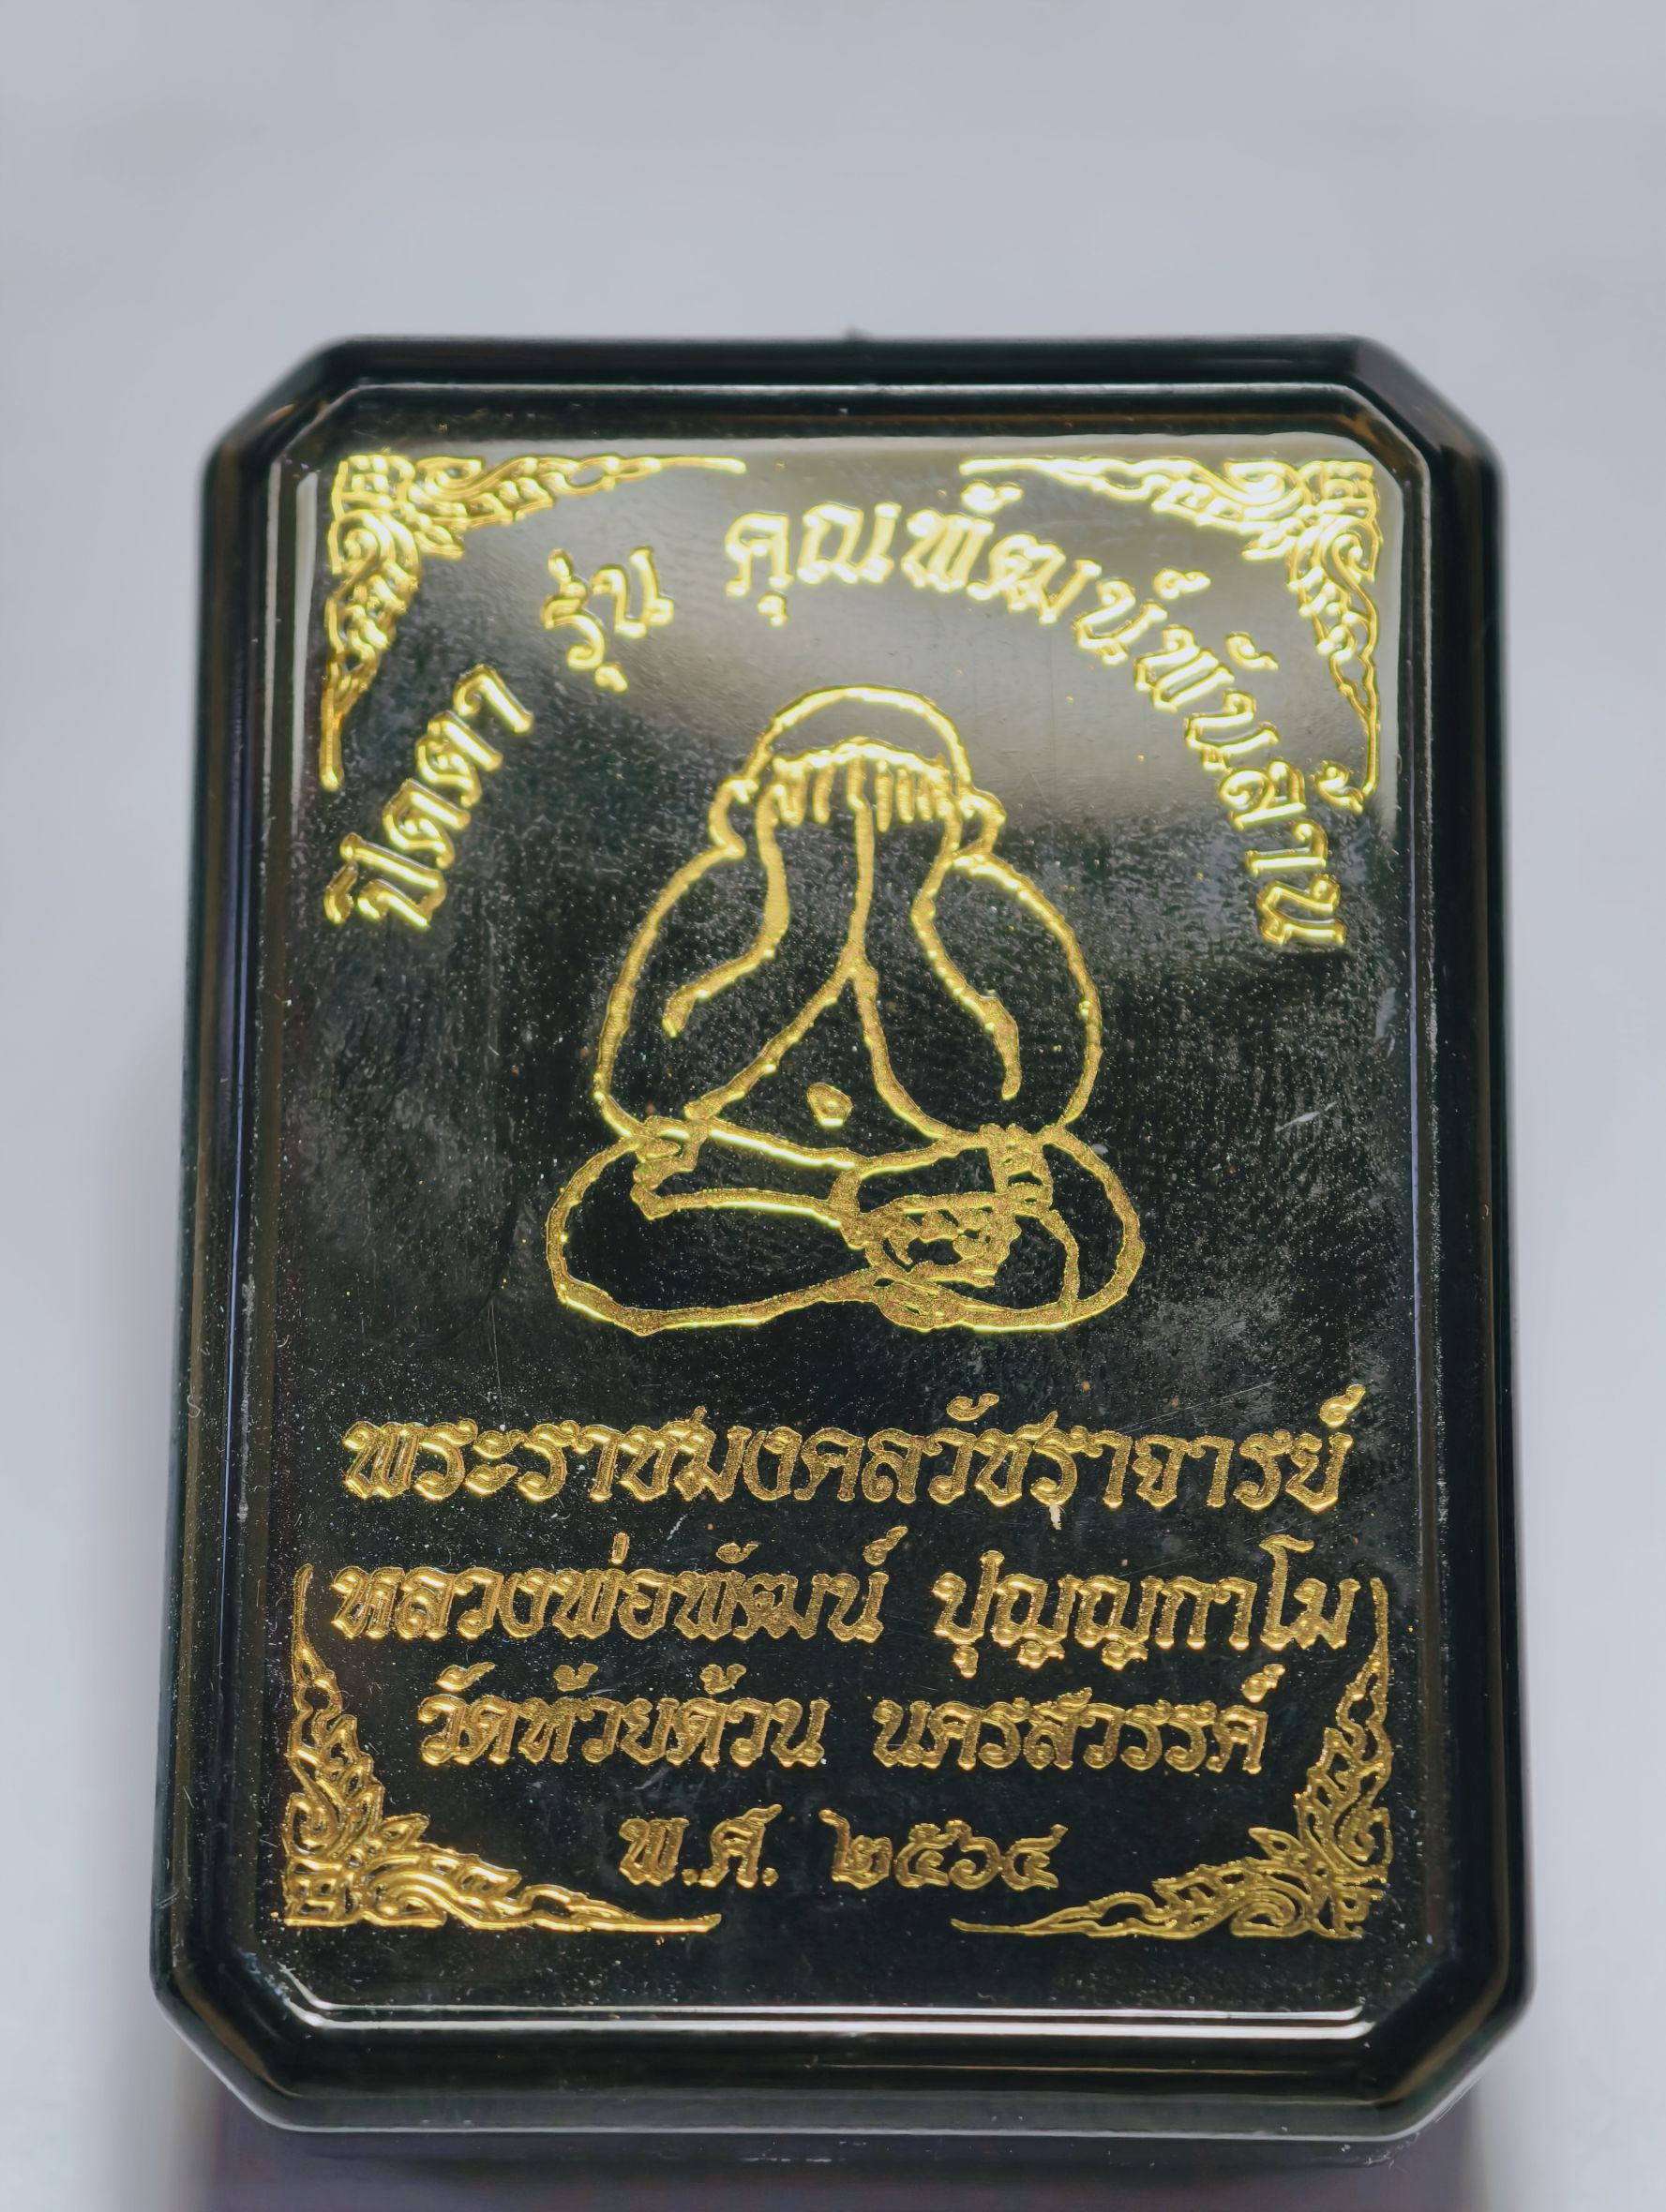 ปิดตา รุ่น คุณพัฒน์พันล้าน
พระราชมงคลวัชราจารย์
หลวงพ่อพัฒน์ ปุญญกาโม
วัดห้วยด้วน นครสวรรค์
พ.ศ. ๒๕๖๔